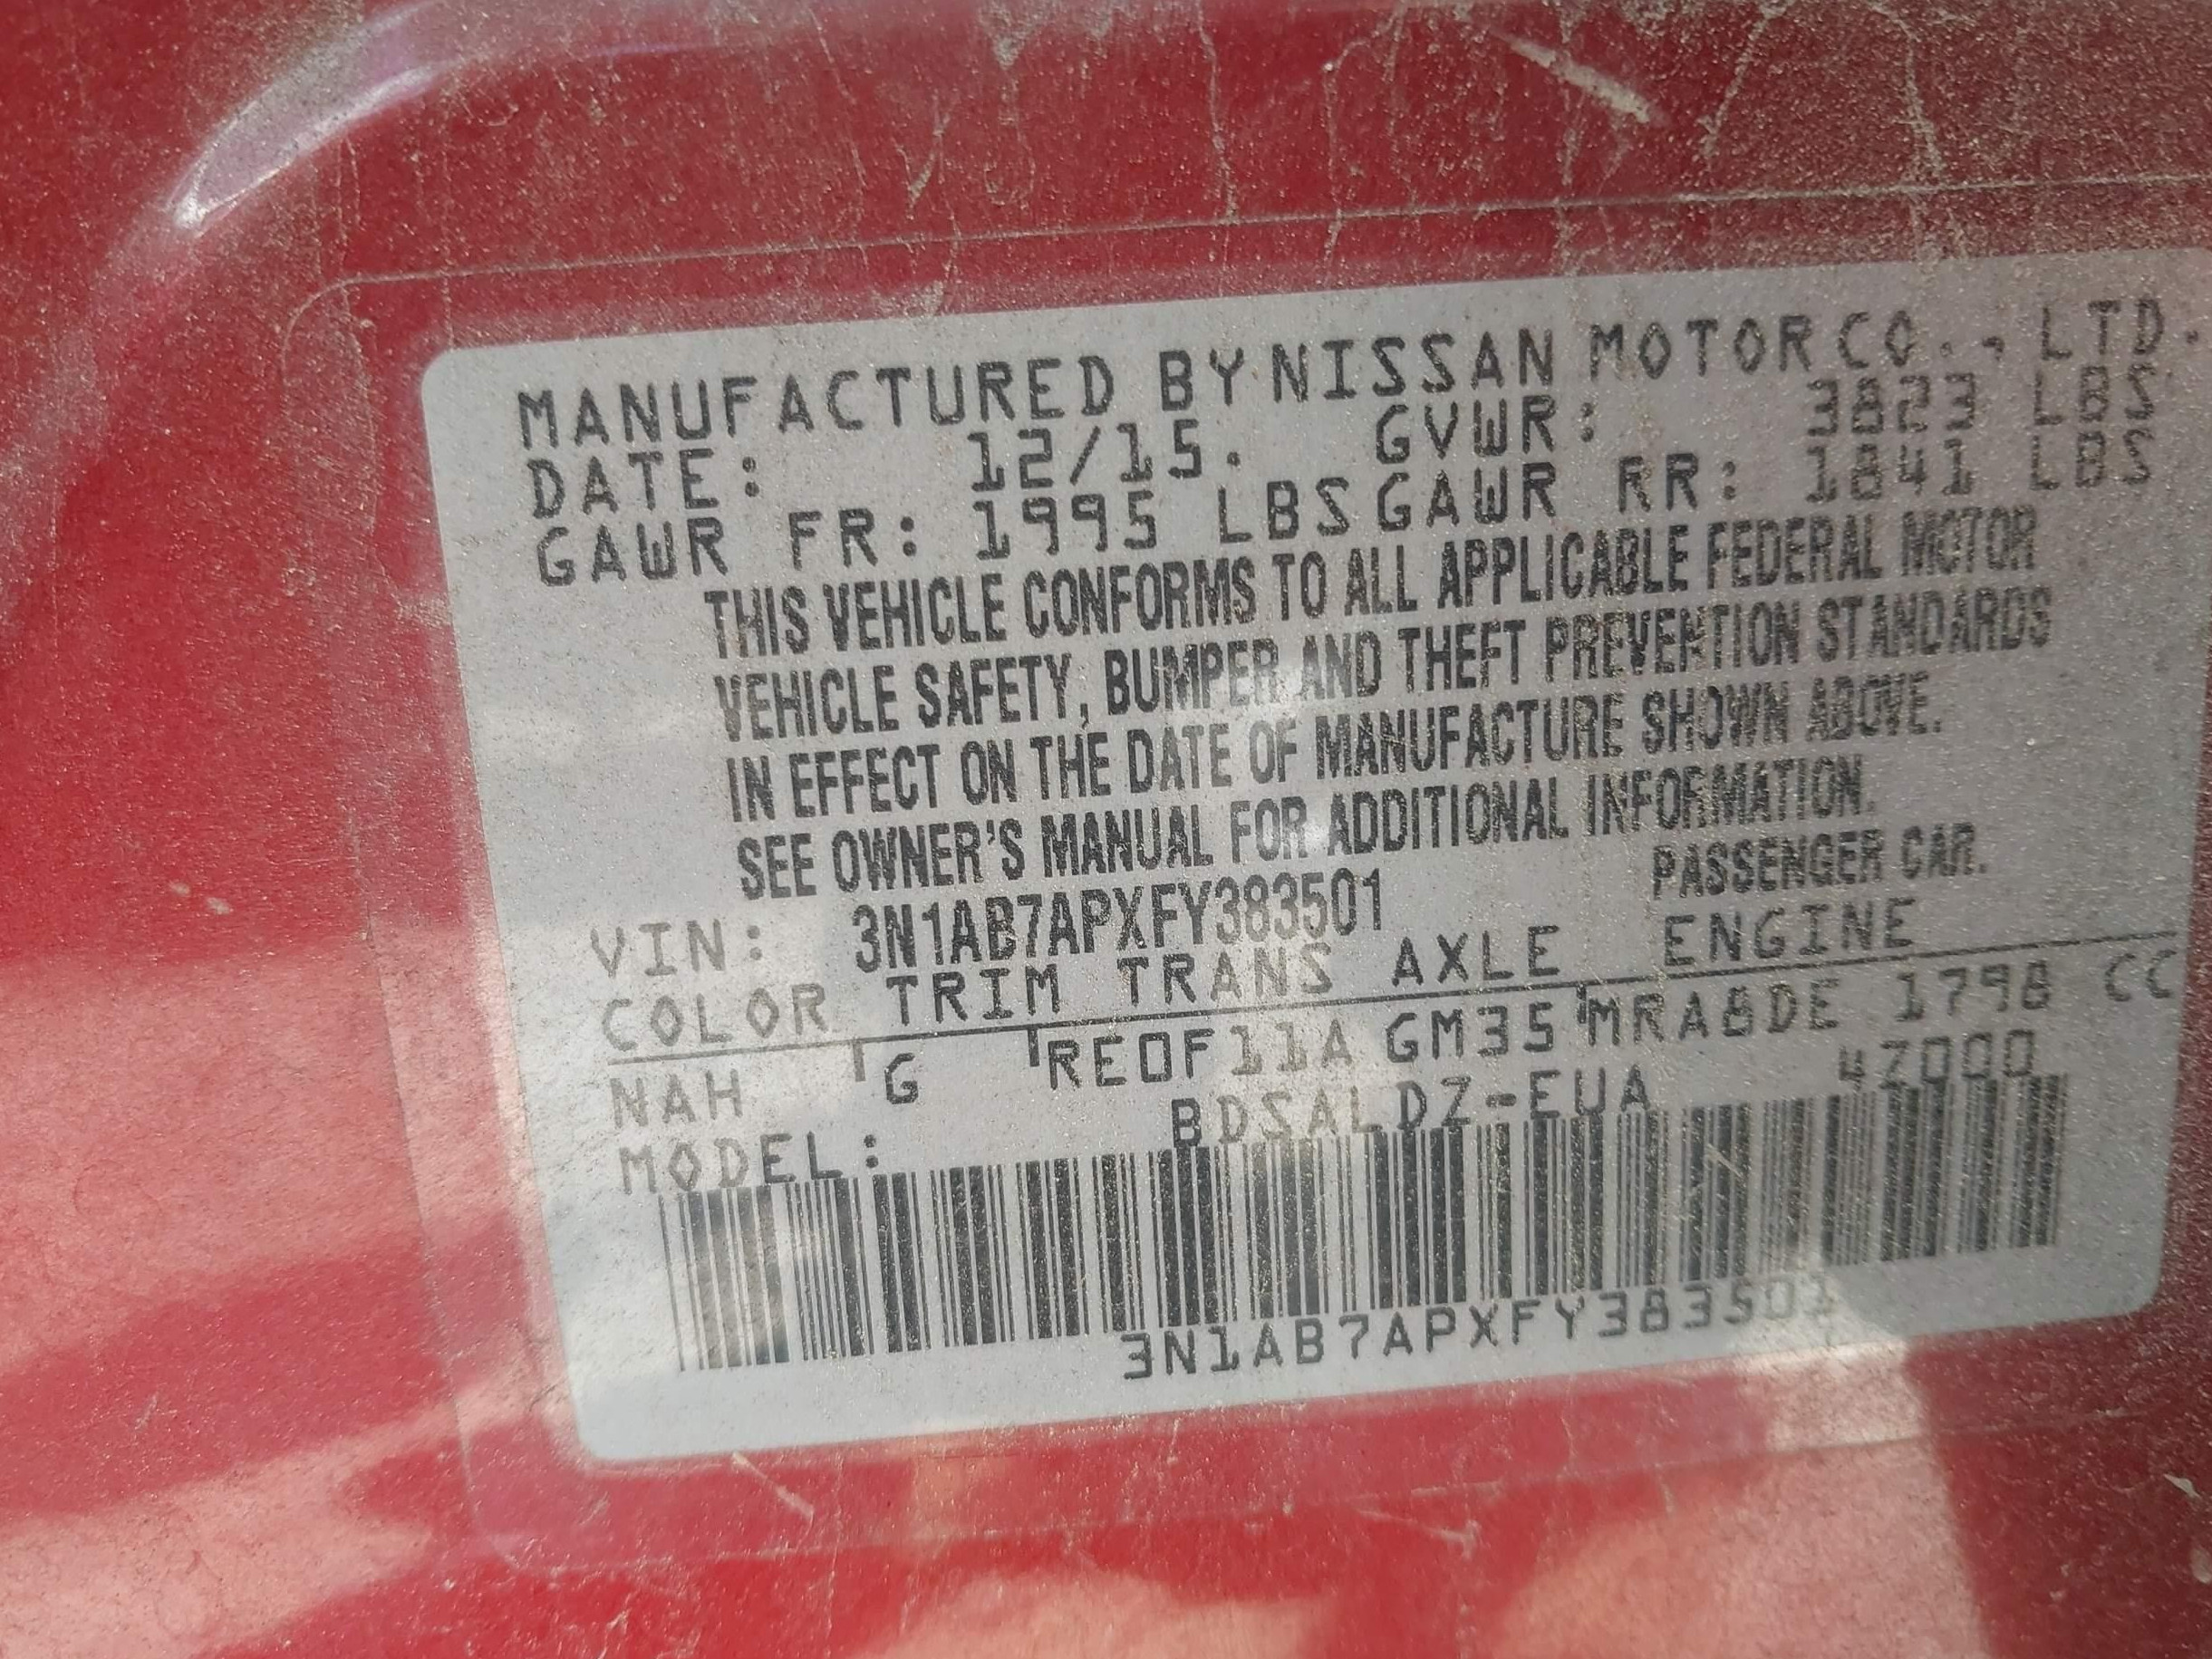 MANUFACTURED BY NISSAN MOTOR CO., LTD.
DATE: 12/15. GVWR: 3823 LBS
GAWR FR: 1995 LBS GAWR RR: 1841 LBS
THIS VEHICLE CONFORMS TO ALL APPLICABLE FEDERAL MOTOR
VEHICLE SAFETY, BUMPER AND THEFT PREVENTION STANDARDS
IN EFFECT ON THE DATE OF MANUFACTURE SHOWN ABOVE.
SEE OWNER'S MANUAL FOR ADDITIONAL INFORMATION.
VIN: 3N1AB7APXFY383501 PASSENGER CAR.
COLOR TRIM TRANS AXLE ENGINE
NAH G RE0F11A GM35 MRA8DE 1798 CC
MODEL: BDSALDZ-EUA 47000
3N1AB7APXFY383501